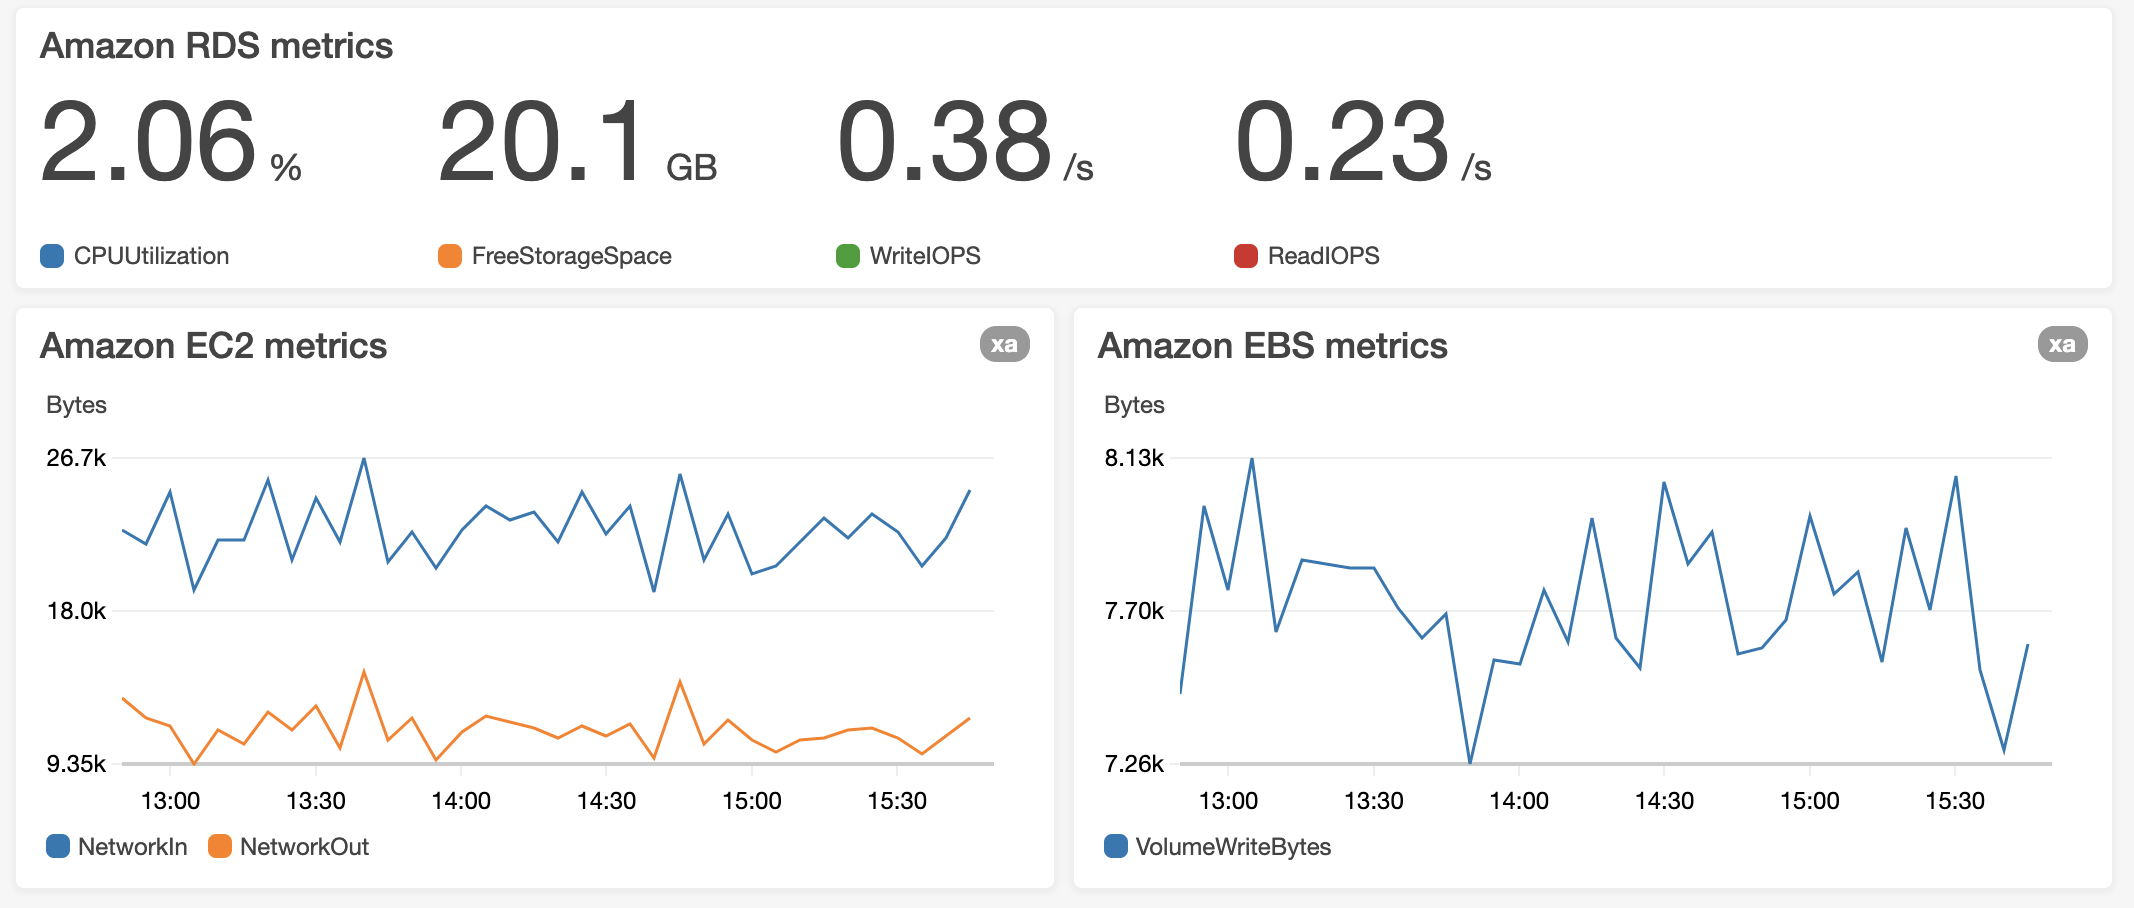 Amazon RDS metrics
2.06 % 20.1 GB 0.38 /s 0.23 /s
CPUUtilization FreeStorageSpace WriteIOPS ReadIOPS
Amazon EC2 metrics xa
Bytes
26.7k
18.0k
9.35k
13:00 13:30 14:00 14:30 15:00 15:30
NetworkIn NetworkOut
Amazon EBS metrics xa
Bytes
8.13k
7.70k
7.26k
13:00 13:30 14:00 14:30 15:00 15:30
VolumeWriteBytes